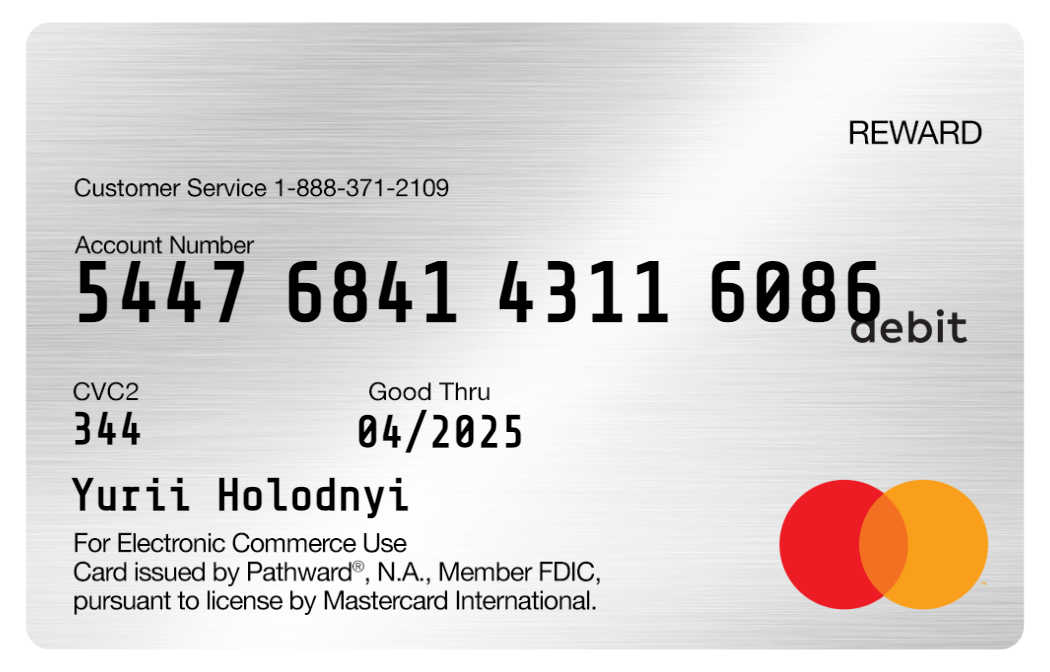 REWARD
Customer Service 1-888-371-2109
Account Number
5447 6841 4311 6086
debit
CVC2 Good Thru
344 04/2025
Yurii Holodnyi
For Electronic Commerce Use
Card issued by Pathward®, N.A., Member FDIC,
pursuant to license by Mastercard International.